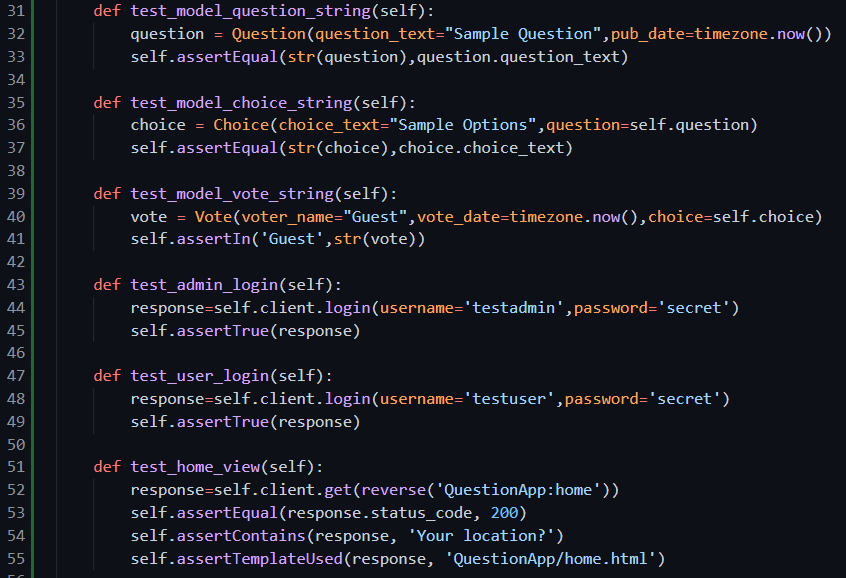 31 def test_model_question_string(self):
32 question = Question(question_text="Sample Question",pub_date=timezone.now())
33 self.assertEqual(str(question),question.question_text)
34
35 def test_model_choice_string(self):
36 choice = Choice(choice_text="Sample Options",question=self.question)
37 self.assertEqual(str(choice),choice.choice_text)
38
39 def test_model_vote_string(self):
40 vote = Vote(voter_name="Guest",vote_date=timezone.now(),choice=self.choice)
41 self.assertIn('Guest',str(vote))
42
43 def test_admin_login(self):
44 response=self.client.login(username='testadmin',password='secret')
45 self.assertTrue(response)
46
47 def test_user_login(self):
48 response=self.client.login(username='testuser',password='secret')
49 self.assertTrue(response)
50
51 def test_home_view(self):
52 response=self.client.get(reverse('QuestionApp:home'))
53 self.assertEqual(response.status_code, 200)
54 self.assertContains(response, 'Your location?')
55 self.assertTemplateUsed(response, 'QuestionApp/home.html')